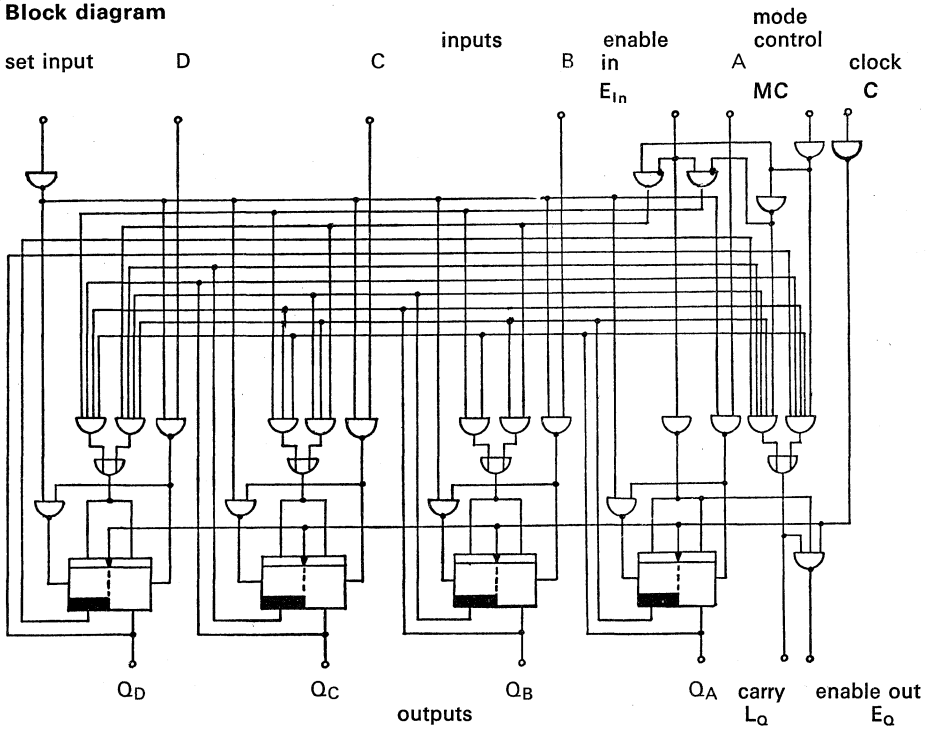 Block diagram
mode
inputs enable control
set input D C B in A clock
E_In MC C
Q_D Q_C Q_B Q_A carry enable out
outputs L_Q E_Q